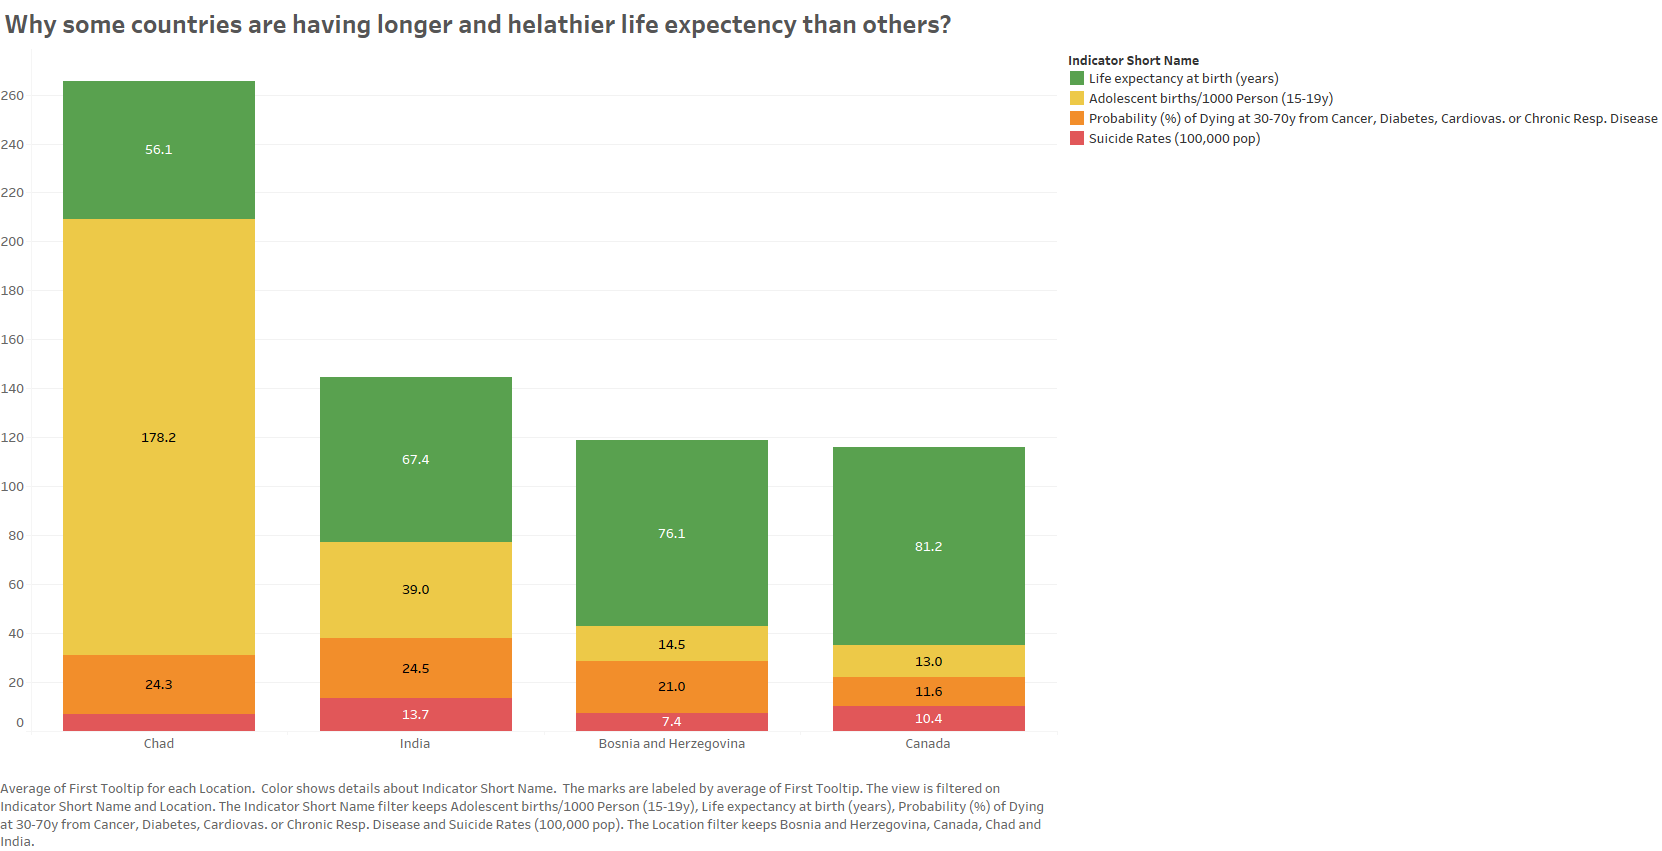 Why some countries are having longer and helathier life expectency than others?
Indicator Short Name
Life expectancy at birth (years)
Adolescent births/1000 Person (15-19y)
Probability (%) of Dying at 30-70y from Cancer, Diabetes, Cardiovas. or Chronic Resp. Disease
Suicide Rates (100,000 pop)
260
240
220
200
180
160
140
120
100
80
60
40
20
0
56.1
178.2
24.3
67.4
39.0
24.5
13.7
76.1
14.5
21.0
7.4
81.2
13.0
11.6
10.4
Chad
India
Bosnia and Herzegovina
Canada
Average of First Tooltip for each Location.  Color shows details about Indicator Short Name.  The marks are labeled by average of First Tooltip. The view is filtered on
Indicator Short Name and Location. The Indicator Short Name filter keeps Adolescent births/1000 Person (15-19y), Life expectancy at birth (years), Probability (%) of Dying
at 30-70y from Cancer, Diabetes, Cardiovas. or Chronic Resp. Disease and Suicide Rates (100,000 pop). The Location filter keeps Bosnia and Herzegovina, Canada, Chad and
India.